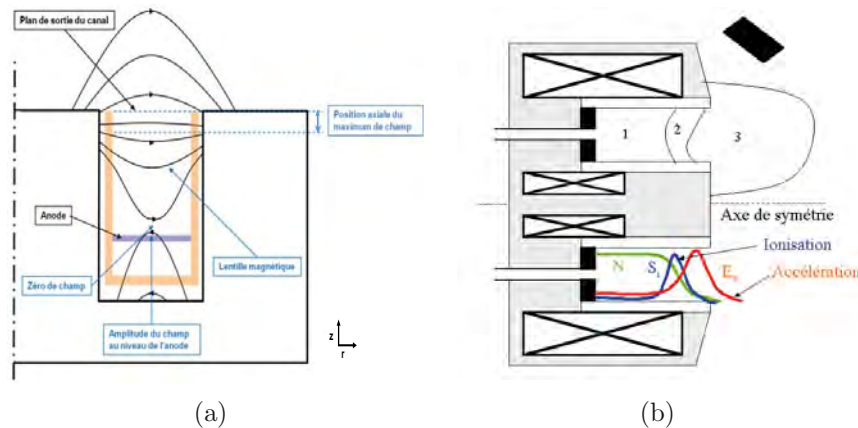 Plan de sortie du canal
Position axiale du
maximum de champ
Anode
Lentille magnétique
Zéro de champ
Amplitude du champ
au niveau de l'anode
z
r
(a)
1
2
3
Axe de symétrie
Ionisation
N
Si
Accélération
(b)